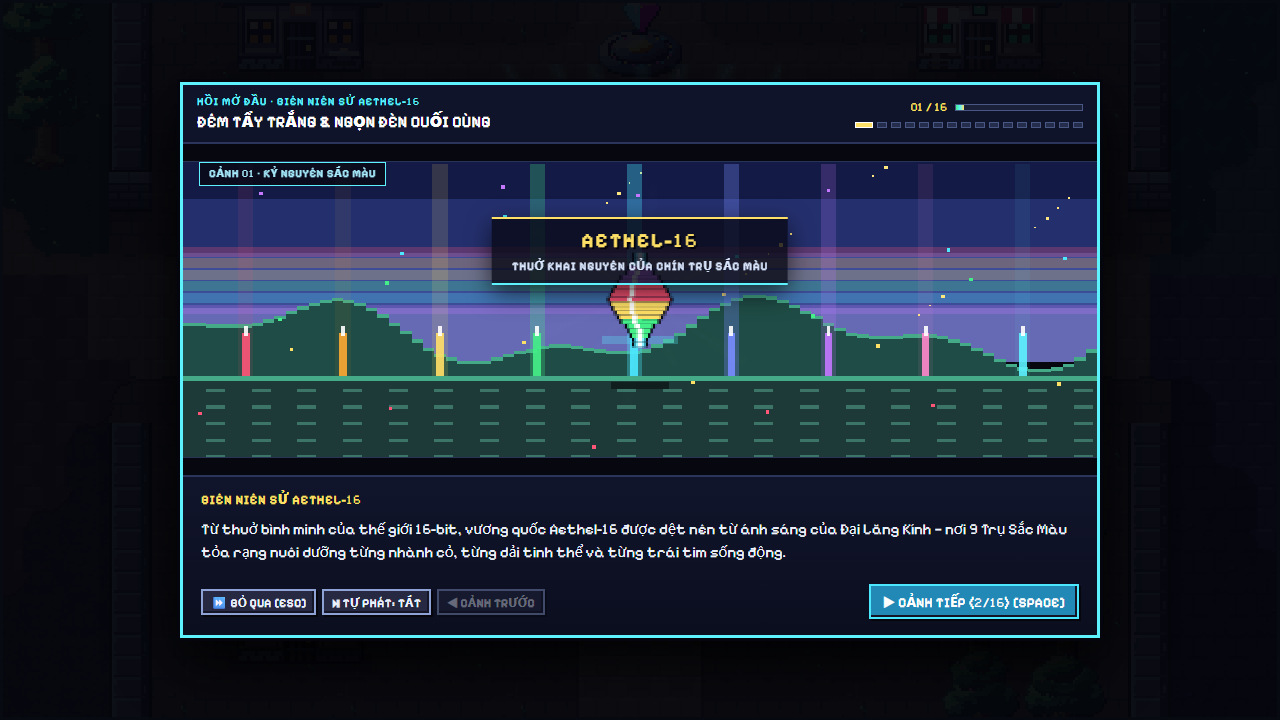 HỒI MỞ ĐẦU · BIÊN NIÊN SỬ AETHEL-16
ĐÊM TẨY TRẮNG & NGỌN ĐÈN CUỐI CÙNG
01 / 16
CẢNH 01 · KỶ NGUYÊN SẮC MÀU
AETHEL-16
THUỞ KHAI NGUYÊN CỦA CHÍN TRỤ SẮC MÀU
BIÊN NIÊN SỬ AETHEL-16
Từ thuở bình minh của thế giới 16-bit, vương quốc Aethel-16 được dệt nên từ ánh sáng của Đại Lăng Kính – nơi 9 Trụ Sắc Màu
tỏa rạng nuôi dưỡng từng nhành cỏ, từng dải tinh thể và từng trái tim sống động.
⏩ BỎ QUA [ESC]
⏯ TỰ PHÁT: TẮT
◀ CẢNH TRƯỚC
▶ CẢNH TIẾP (2/16) [SPACE]